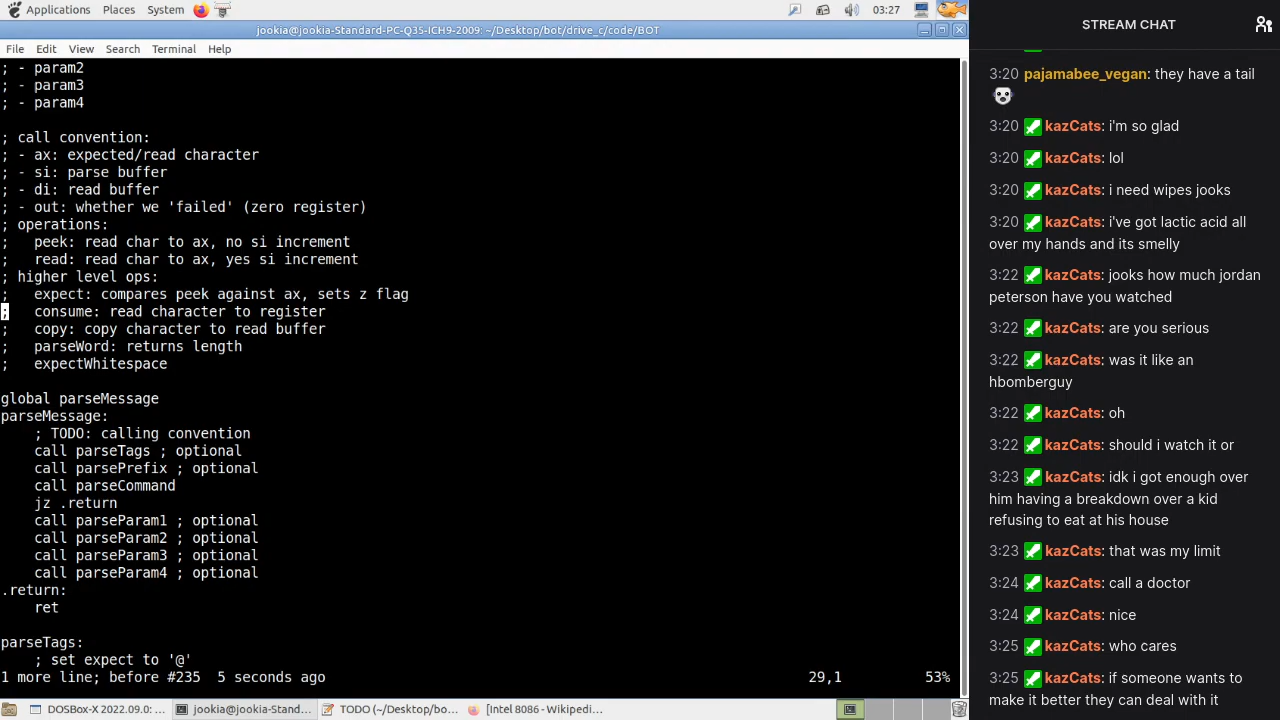 Applications Places System 03:27
jookia@jookia-Standard-PC-Q35-ICH9-2009: ~/Desktop/bot/drive_c/code/BOT
File Edit View Search Terminal Help
; - param2
; - param3
; - param4
; call convention:
; - ax: expected/read character
; - si: parse buffer
; - di: read buffer
; - out: whether we 'failed' (zero register)
; operations:
;   peek: read char to ax, no si increment
;   read: read char to ax, yes si increment
; higher level ops:
;   expect: compares peek against ax, sets z flag
;   consume: read character to register
;   copy: copy character to read buffer
;   parseWord: returns length
;   expectWhitespace
global parseMessage
parseMessage:
    ; TODO: calling convention
    call parseTags ; optional
    call parsePrefix ; optional
    call parseCommand
    jz .return
    call parseParam1 ; optional
    call parseParam2 ; optional
    call parseParam3 ; optional
    call parseParam4 ; optional
.return:
    ret
parseTags:
    ; set expect to '@'
1 more line; before #235  5 seconds ago 29,1 53%
DOSBox-X 2022.09.0: ... jookia@jookia-Stand... TODO (~/Desktop/bo... [Intel 8086 - Wikipedi...
STREAM CHAT
3:20 pajamabee_vegan: they have a tail
3:20 kazCats: i'm so glad
3:20 kazCats: lol
3:20 kazCats: i need wipes jooks
3:20 kazCats: i've got lactic acid all
over my hands and its smelly
3:22 kazCats: jooks how much jordan
peterson have you watched
3:22 kazCats: are you serious
3:22 kazCats: was it like an
hbomberguy
3:22 kazCats: oh
3:22 kazCats: should i watch it or
3:23 kazCats: idk i got enough over
him having a breakdown over a kid
refusing to eat at his house
3:23 kazCats: that was my limit
3:24 kazCats: call a doctor
3:24 kazCats: nice
3:25 kazCats: who cares
3:25 kazCats: if someone wants to
make it better they can deal with it